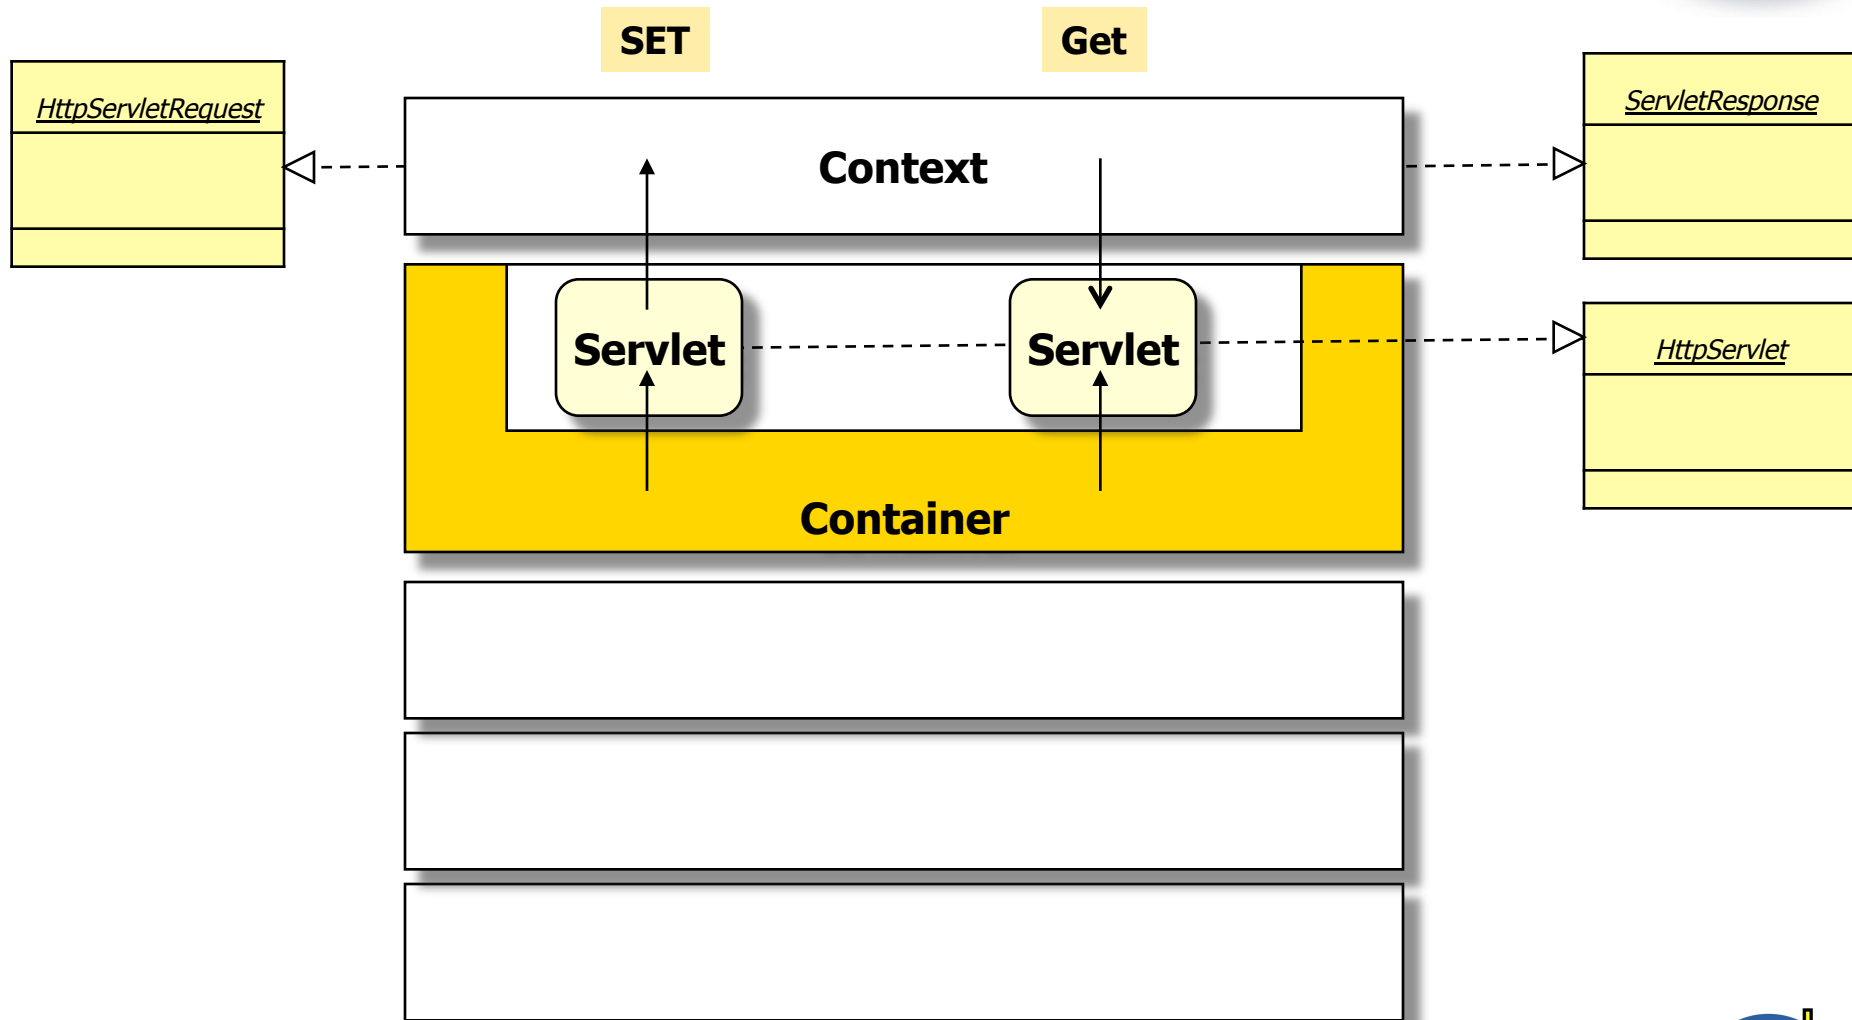 SET
Get
HttpServletRequest
ServletResponse
Context
Servlet
Servlet
HttpServlet
Container